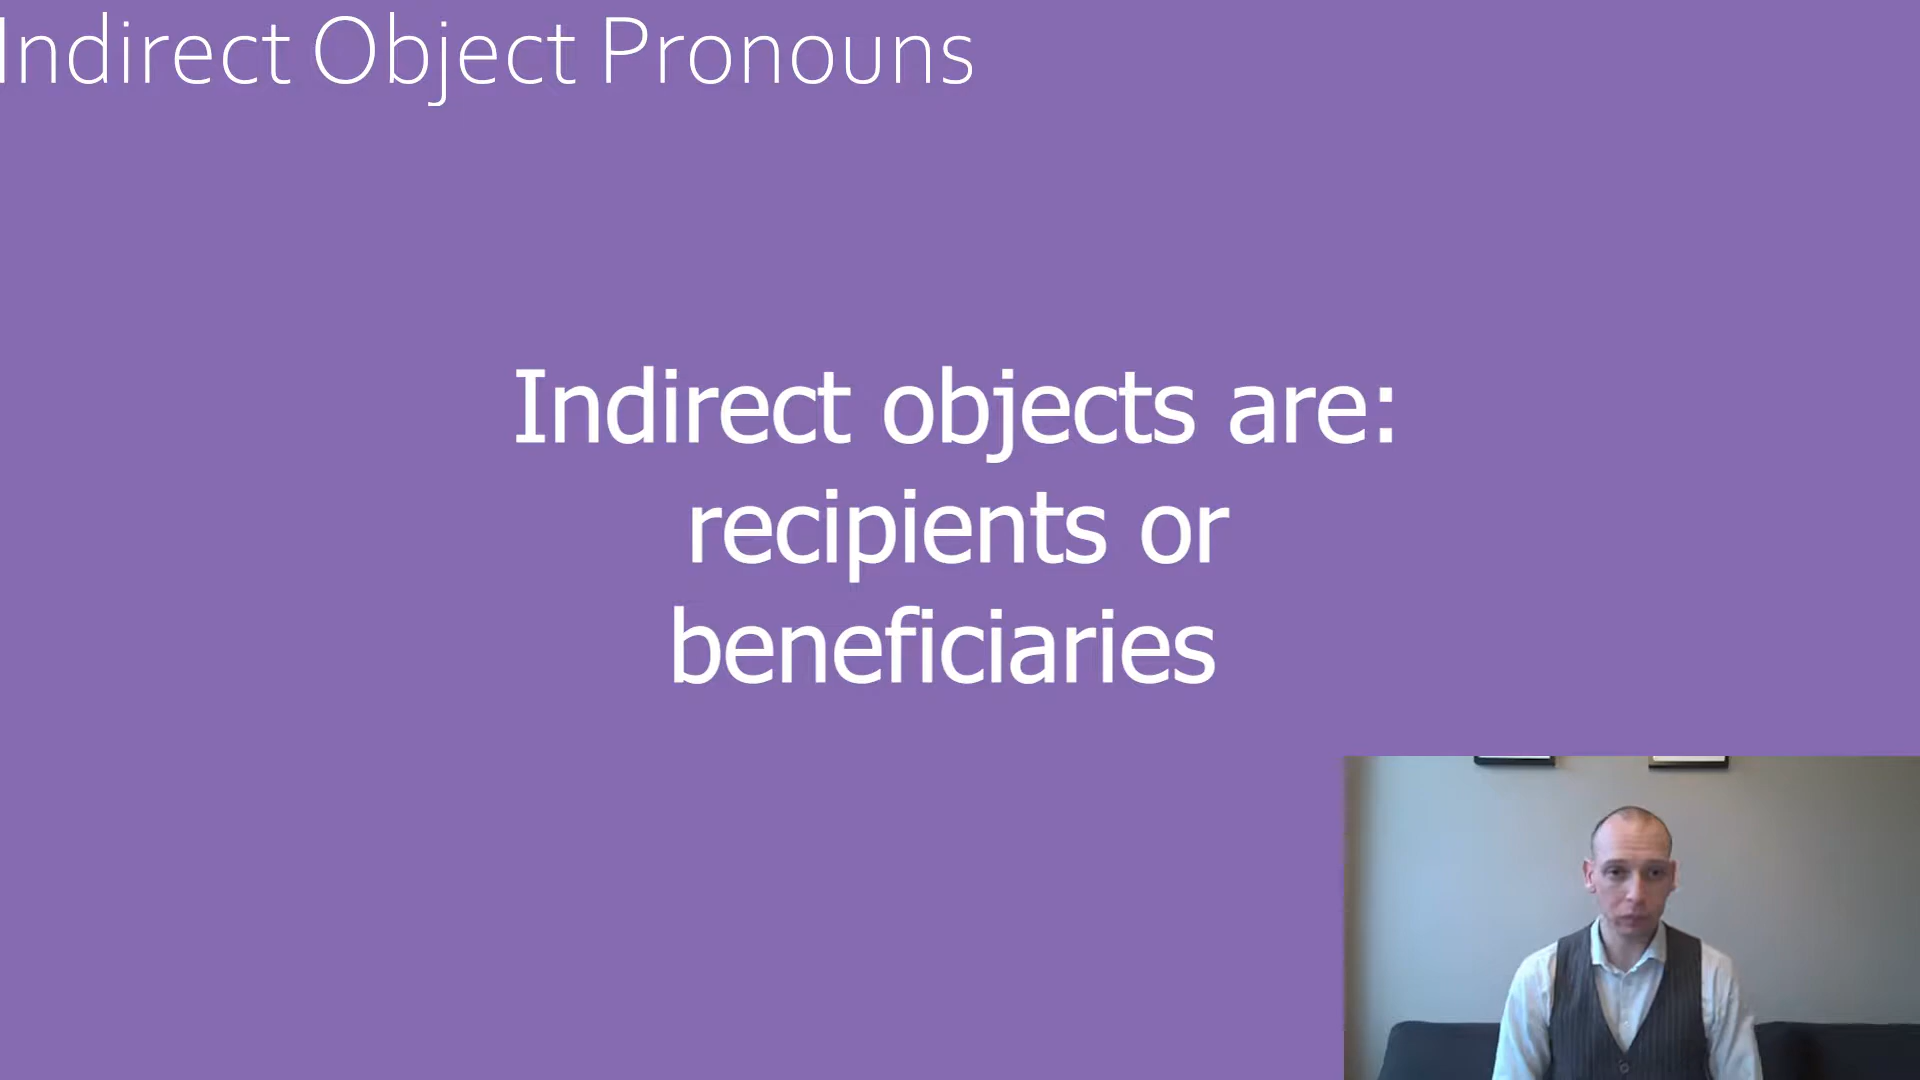 Indirect Object Pronouns
Indirect objects are:
recipients or
beneficiaries